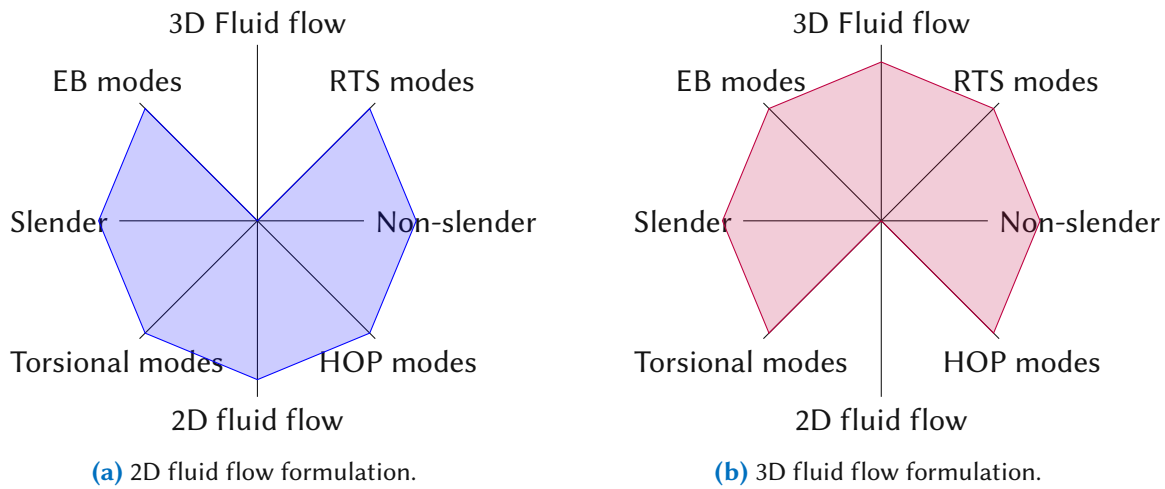 3D Fluid flow
EB modes
RTS modes
Slender
Non-slender
Torsional modes
HOP modes
2D fluid flow
(a) 2D fluid flow formulation.
3D Fluid flow
EB modes
RTS modes
Slender
Non-slender
Torsional modes
HOP modes
2D fluid flow
(b) 3D fluid flow formulation.